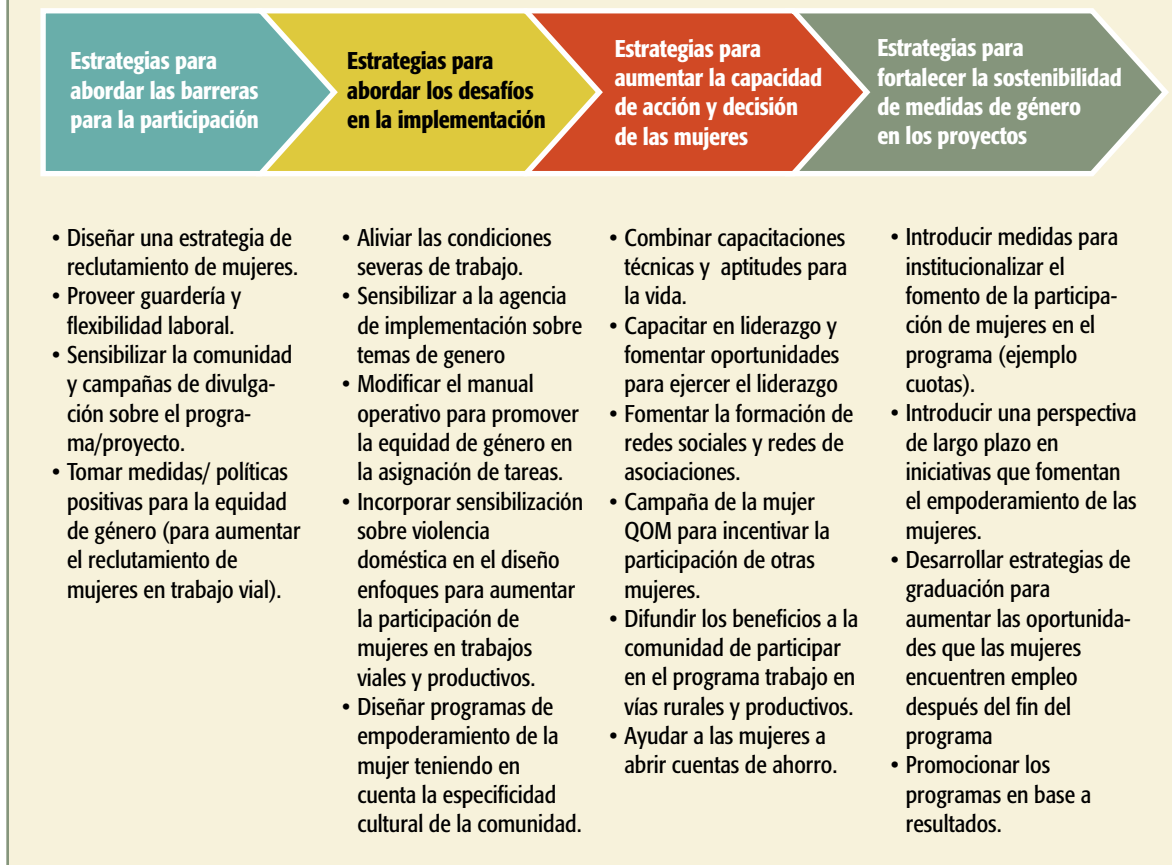 Estrategias para
abordar las barreras
para la participación
Estrategias para
abordar los desafíos
en la implementación
Estrategias para
aumentar la capacidad
de acción y decisión
de las mujeres
Estrategias para
fortalecer la sostenibilidad
de medidas de género
en los proyectos
• Diseñar una estrategia de
reclutamiento de mujeres.
• Proveer guardería y
flexibilidad laboral.
• Sensibilizar la comunidad
y campañas de divulga-
ción sobre el progra-
ma/proyecto.
• Tomar medidas/ políticas
positivas para la equidad
de género (para aumentar
el reclutamiento de
mujeres en trabajo vial).
• Aliviar las condiciones
severas de trabajo.
• Sensibilizar a la agencia
de implementación sobre
temas de genero
• Modificar el manual
operativo para promover
la equidad de género en
la asignación de tareas.
• Incorporar sensibilización
sobre violencia
doméstica en el diseño
enfoques para aumentar
la participación de
mujeres en trabajos
viales y productivos.
• Diseñar programas de
empoderamiento de la
mujer teniendo en
cuenta la especificidad
cultural de la comunidad.
• Combinar capacitaciones
técnicas y aptitudes para
la vida.
• Capacitar en liderazgo y
fomentar oportunidades
para ejercer el liderazgo
• Fomentar la formación de
redes sociales y redes de
asociaciones.
• Campaña de la mujer
QOM para incentivar la
participación de otras
mujeres.
• Difundir los beneficios a la
comunidad de participar
en el programa trabajo en
vías rurales y productivos.
• Ayudar a las mujeres a
abrir cuentas de ahorro.
• Introducir medidas para
institucionalizar el
fomento de la participa-
ción de mujeres en el
programa (ejemplo
cuotas).
• Introducir una perspectiva
de largo plazo en
iniciativas que fomentan
el empoderamiento de las
mujeres.
• Desarrollar estrategias de
graduación para
aumentar las oportunida-
des que las mujeres
encuentren empleo
después del fin del
programa
• Promocionar los
programas en base a
resultados.